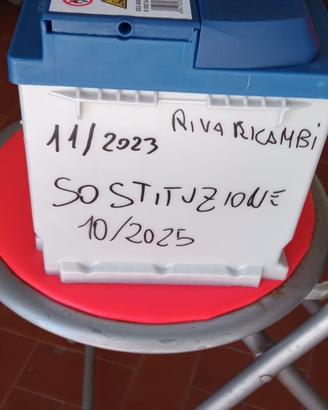 11/2023
RIVA RICAMBI
SOSTITUZIONE
10/2025